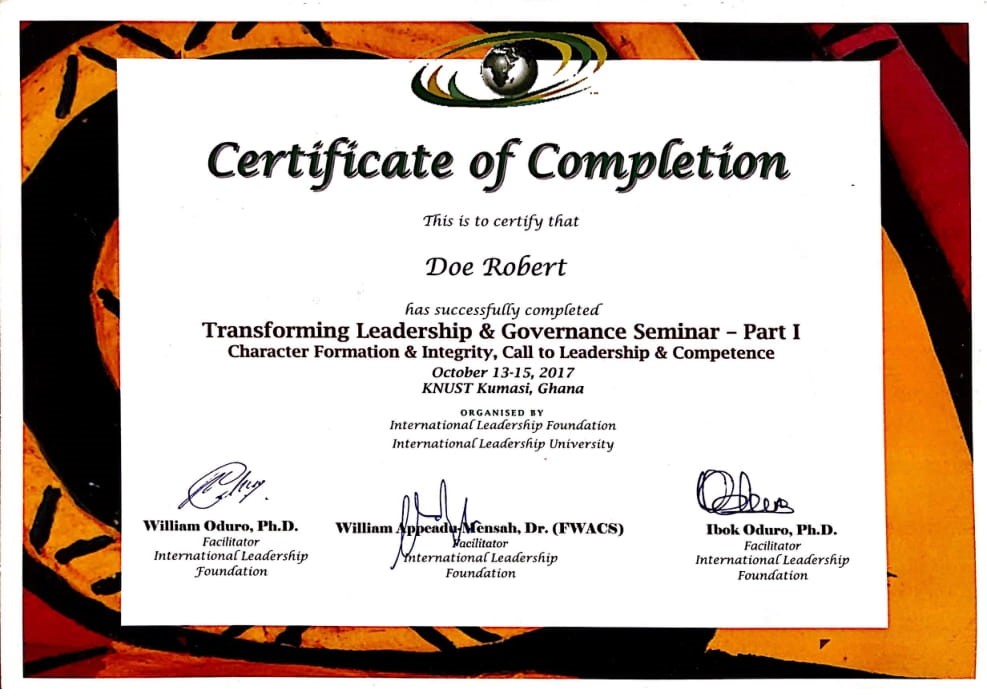 Certificate of Completion
This is to certify that
Doe Robert
has successfully completed
Transforming Leadership & Governance Seminar – Part I
Character Formation & Integrity, Call to Leadership & Competence
October 13-15, 2017
KNUST Kumasi, Ghana
ORGANISED BY
International Leadership Foundation
International Leadership University
William Oduro, Ph.D.
Facilitator
International Leadership
Foundation
William Appeadu-Mensah, Dr. (FWACS)
Facilitator
International Leadership
Foundation
Ibok Oduro, Ph.D.
Facilitator
International Leadership
Foundation